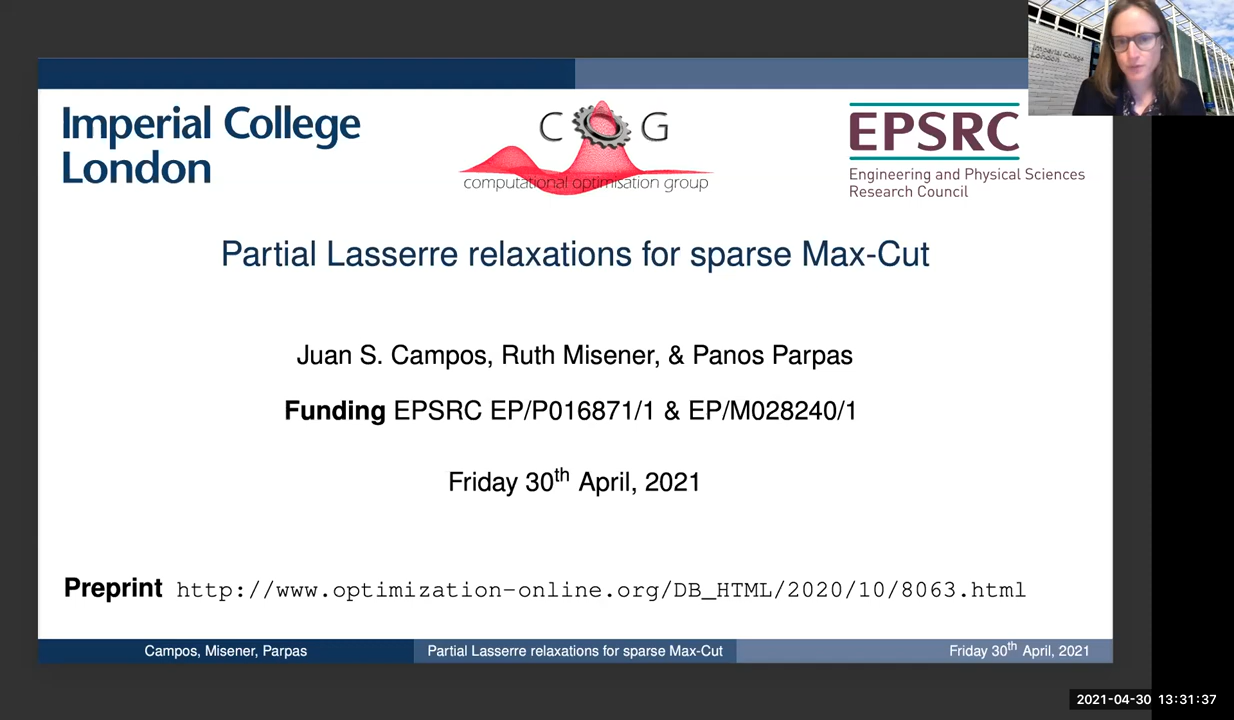 Imperial College
London
C G
computational optimisation group
EPSRC
Engineering and Physical Sciences
Research Council
Imperial College
London
Partial Lasserre relaxations for sparse Max-Cut
Juan S. Campos, Ruth Misener, & Panos Parpas
Funding EPSRC EP/P016871/1 & EP/M028240/1
Friday 30th April, 2021
Preprint http://www.optimization-online.org/DB_HTML/2020/10/8063.html
Campos, Misener, Parpas
Partial Lasserre relaxations for sparse Max-Cut
Friday 30th April, 2021
2021-04-30 13:31:37